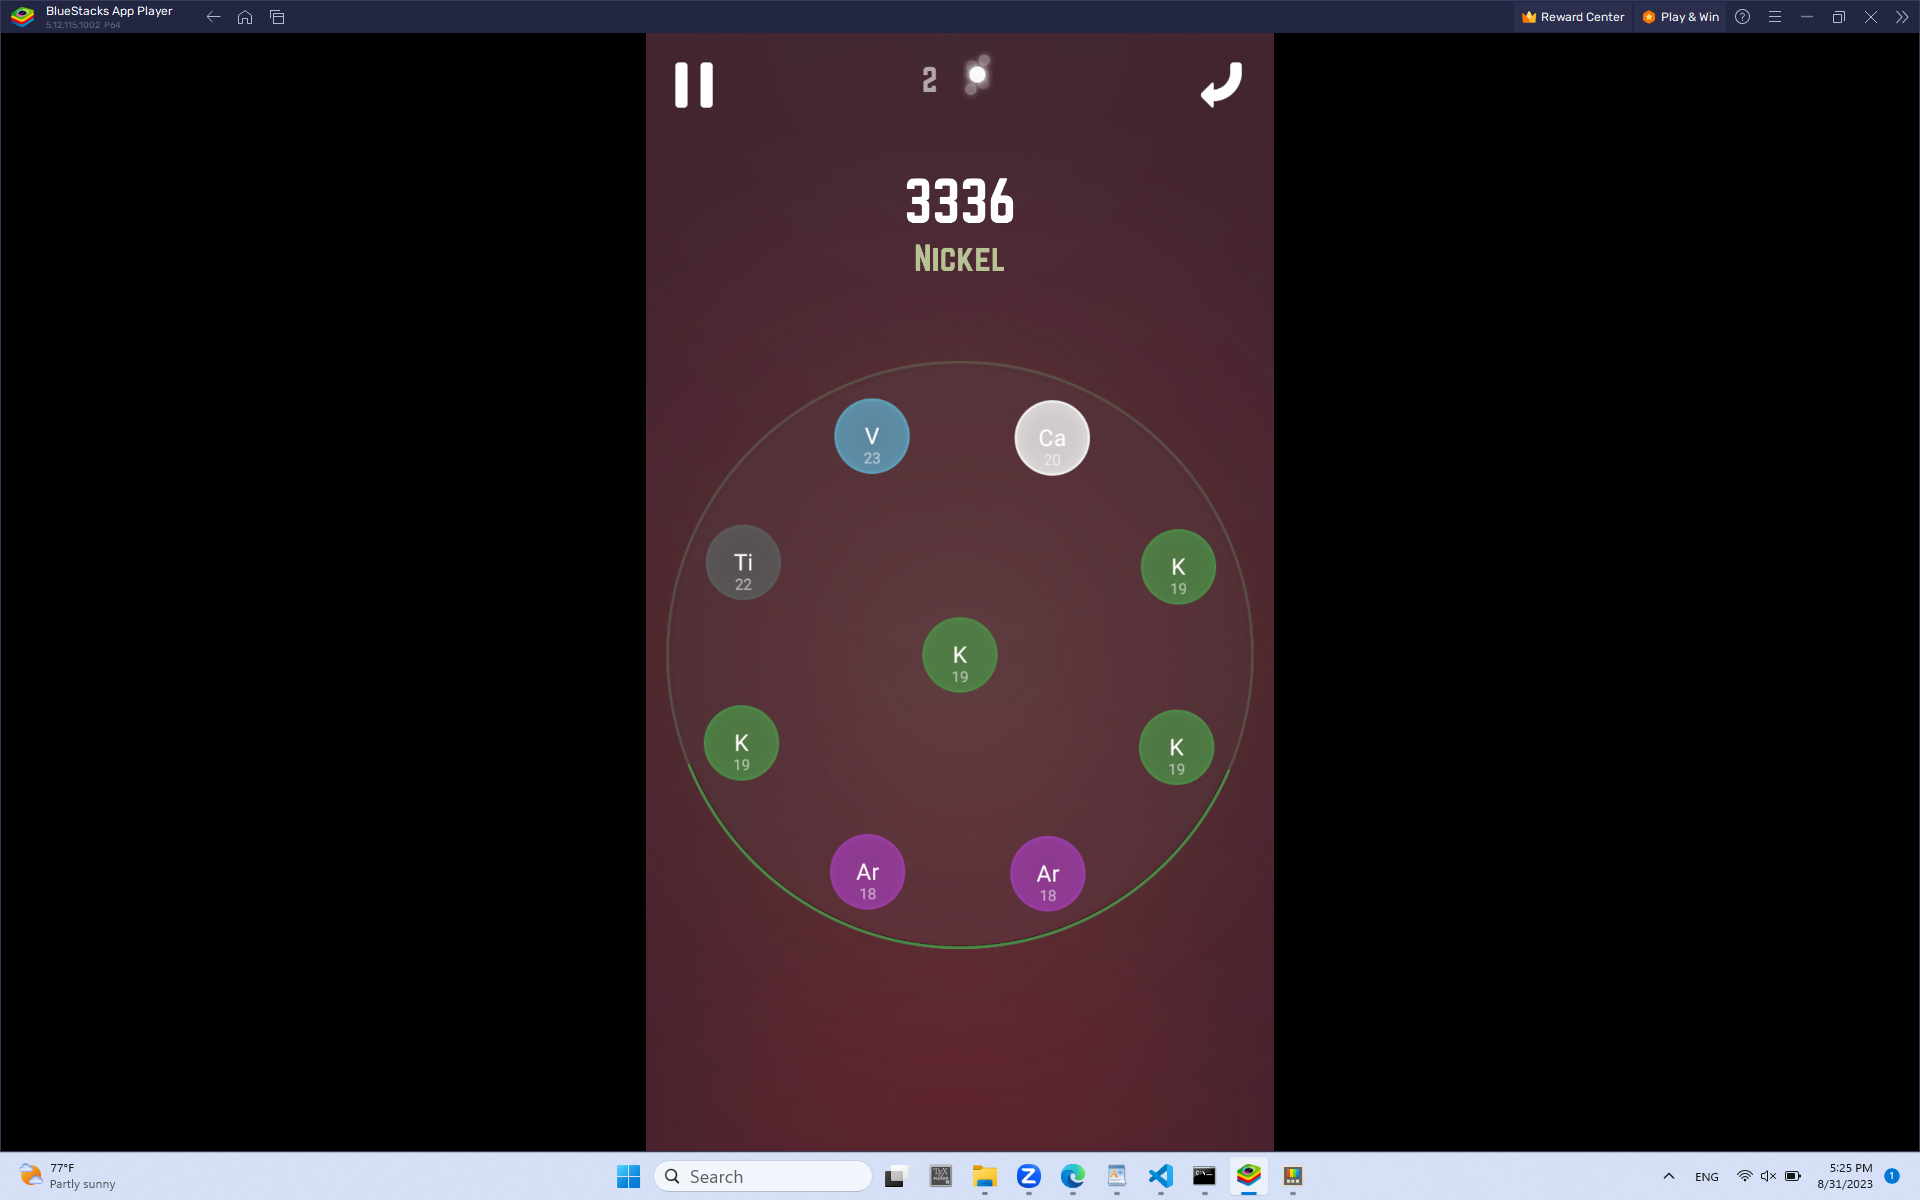 BlueStacks App Player
5.12.115.1002 P64
Reward Center
Play & Win
2
3336
NICKEL
V
23
Ca
20
Ti
22
K
19
K
19
K
19
K
19
Ar
18
Ar
18
77°F
Partly sunny
Search
ENG
5:25 PM
8/31/2023
1